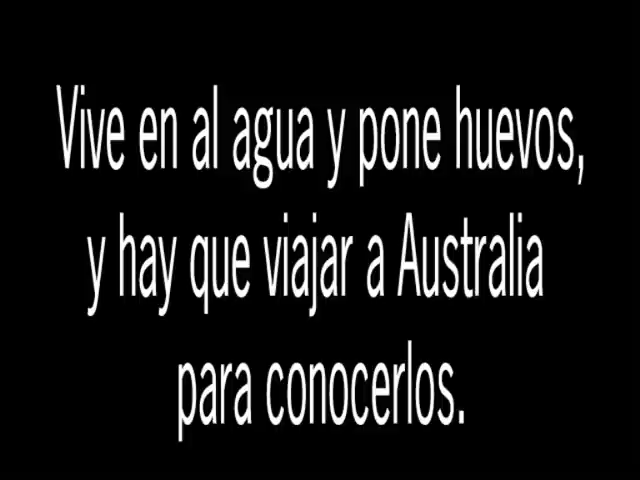 Vive en al agua y pone huevos,
y hay que viajar a Australia
para conocerlos.